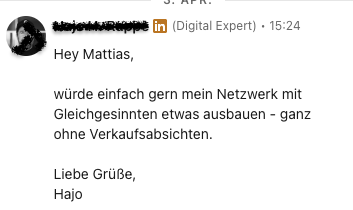 3. APR.
in (Digital Expert) • 15:24
Hey Mattias,
würde einfach gern mein Netzwerk mit
Gleichgesinnten etwas ausbauen - ganz
ohne Verkaufsabsichten.
Liebe Grüße,
Hajo